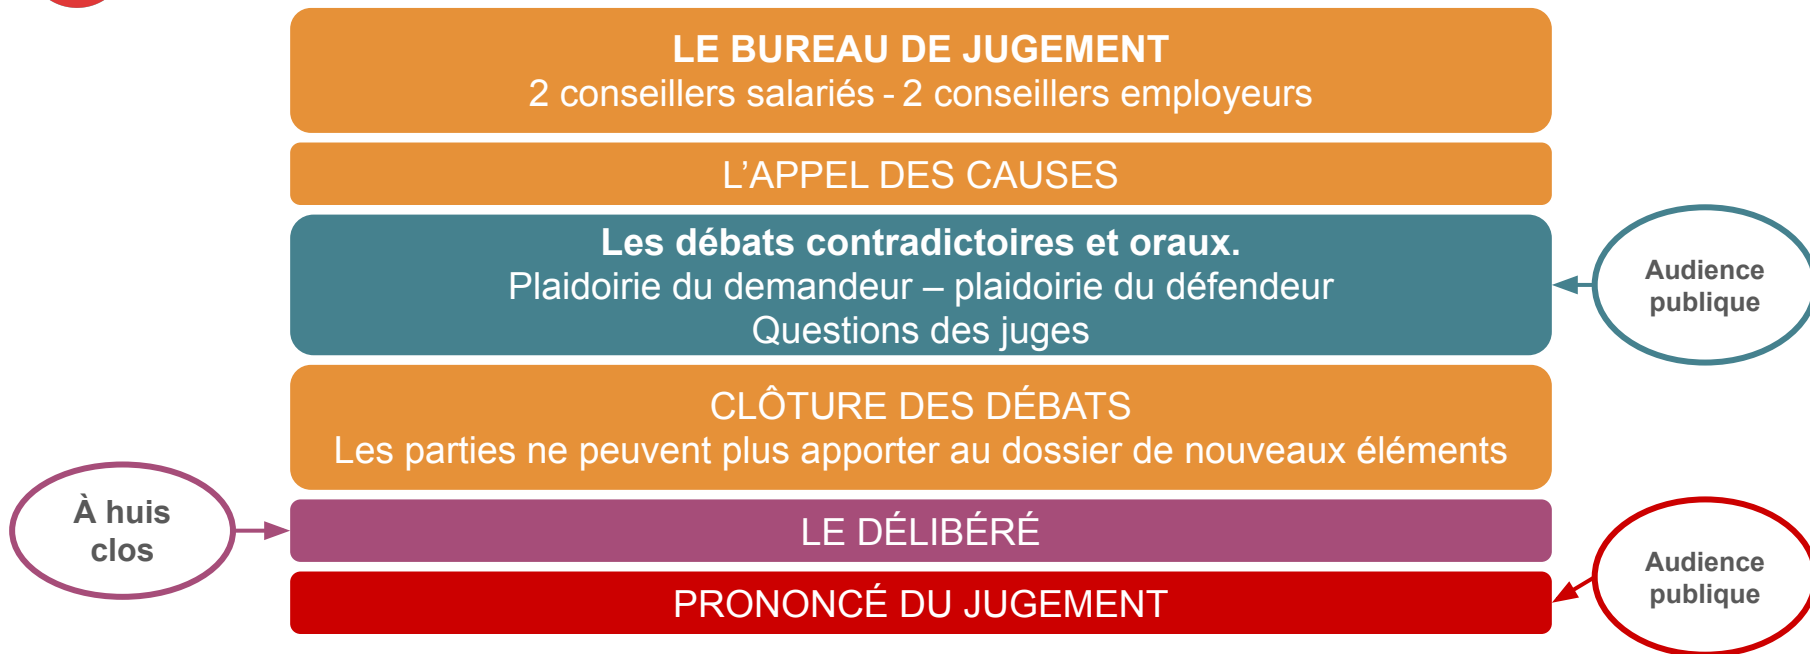 LE BUREAU DE JUGEMENT
2 conseillers salariés - 2 conseillers employeurs
L’APPEL DES CAUSES
Les débats contradictoires et oraux.
Plaidoirie du demandeur – plaidoirie du défendeur
Questions des juges
Audience
publique
CLÔTURE DES DÉBATS
Les parties ne peuvent plus apporter au dossier de nouveaux éléments
À huis
clos
LE DÉLIBÉRÉ
PRONONCÉ DU JUGEMENT
Audience
publique